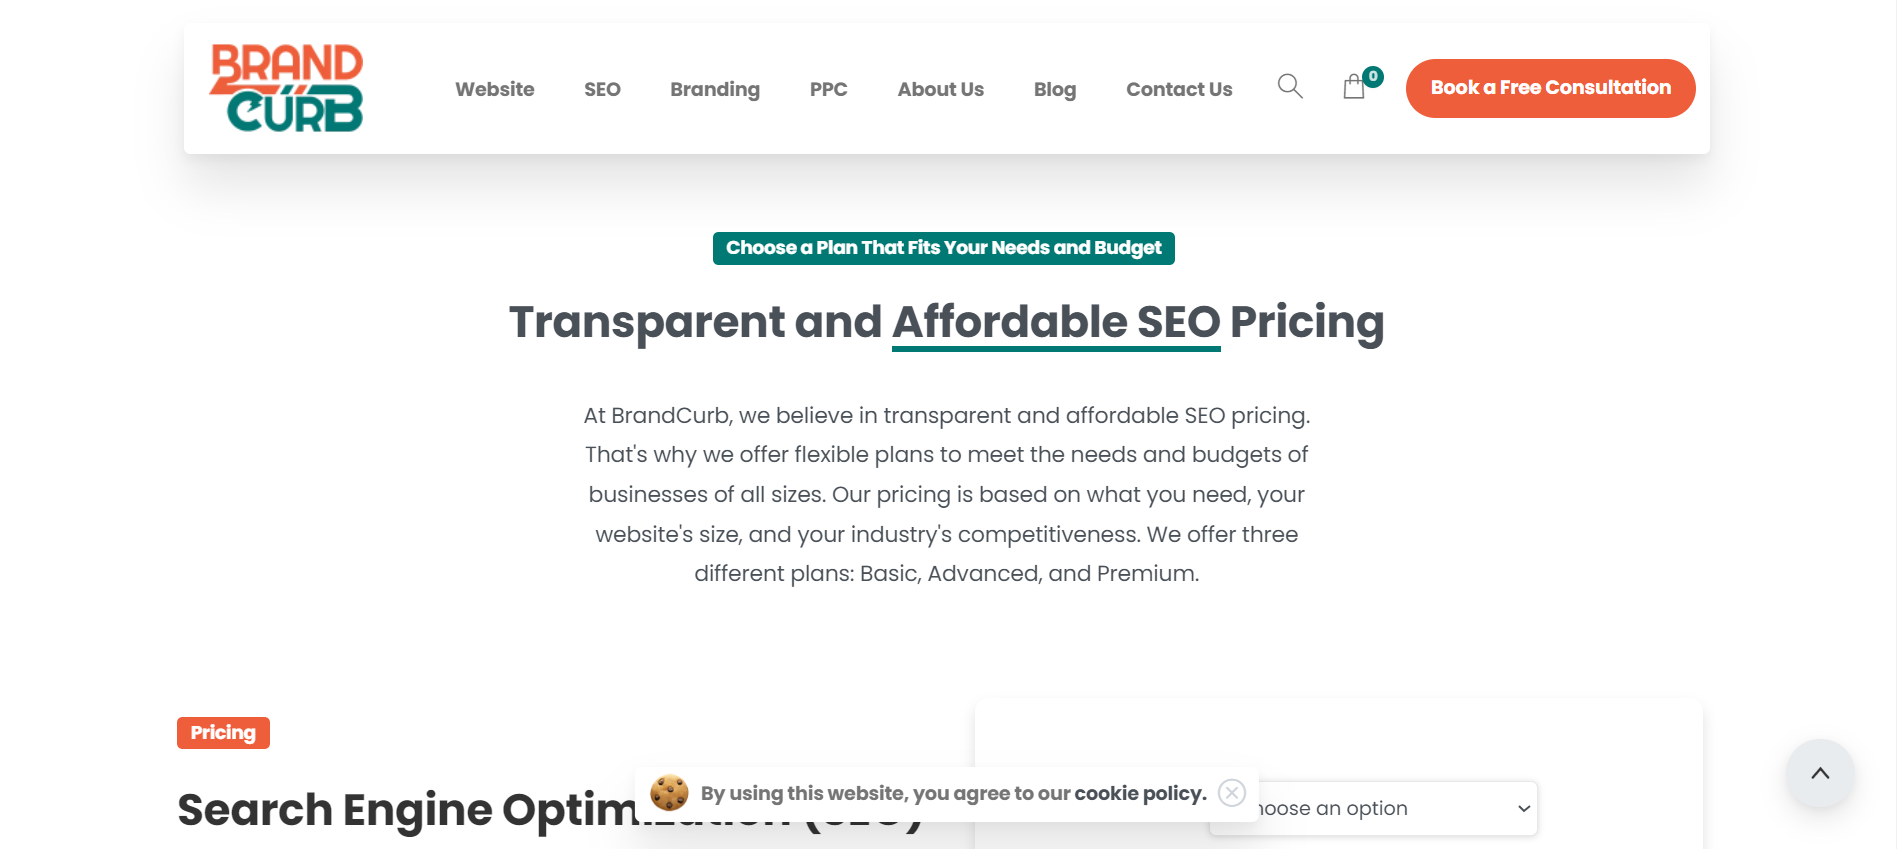 BRAND
CURB
Website SEO Branding PPC About Us Blog Contact Us 0 Book a Free Consultation
Choose a Plan That Fits Your Needs and Budget
Transparent and Affordable SEO Pricing
At BrandCurb, we believe in transparent and affordable SEO pricing.
That's why we offer flexible plans to meet the needs and budgets of
businesses of all sizes. Our pricing is based on what you need, your
website's size, and your industry's competitiveness. We offer three
different plans: Basic, Advanced, and Premium.
Pricing
Search Engine Optimization (SEO)
By using this website, you agree to our cookie policy.
hoose an option